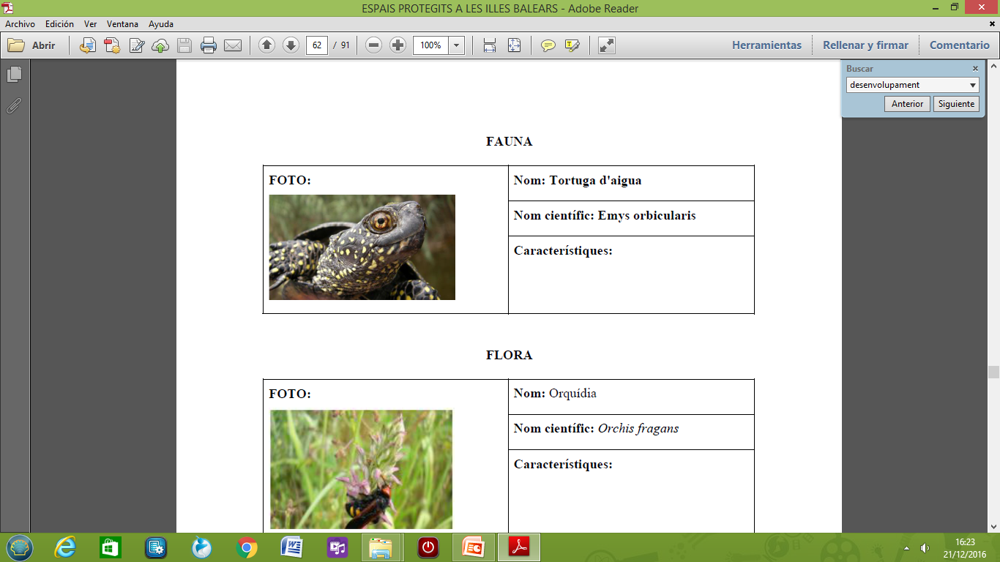 ESPAIS PROTEGITS A LES ILLES BALEARS - Adobe Reader
Archivo Edición Ver Ventana Ayuda
Abrir 62 / 91 100% Herramientas Rellenar y firmar Comentario
Buscar
desenvolupament
Anterior Siguiente
FAUNA
FOTO:
Nom: Tortuga d'aigua
Nom científic: Emys orbicularis
Característiques:
FLORA
FOTO:
Nom: Orquídia
Nom científic: Orchis fragans
Característiques:
16:23
21/12/2016